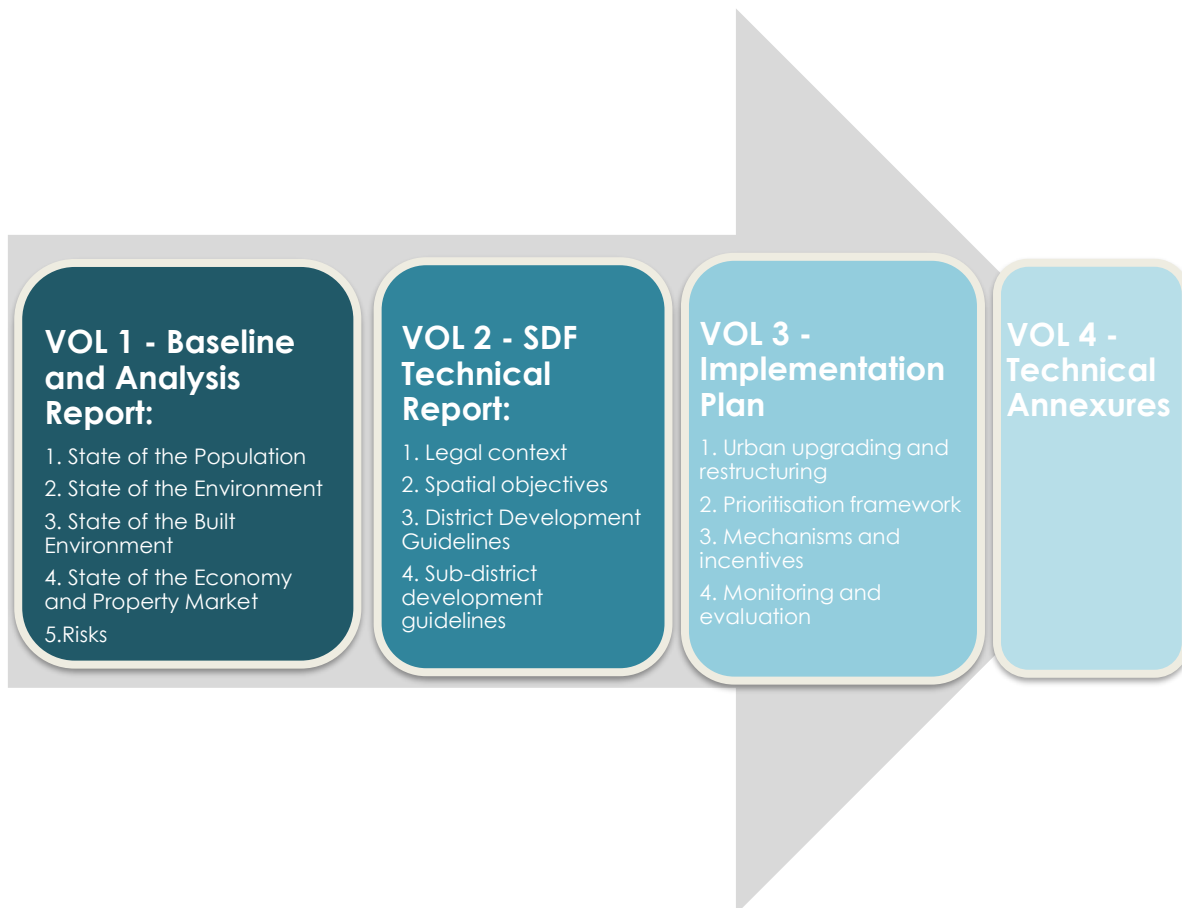 VOL 1 - Baseline
and Analysis
Report:
1. State of the Population
2. State of the Environment
3. State of the Built
Environment
4. State of the Economy
and Property Market
5.Risks
VOL 2 - SDF
Technical
Report:
1. Legal context
2. Spatial objectives
3. District Development
Guidelines
4. Sub-district
development
guidelines
VOL 3 -
Implementation
Plan
1. Urban upgrading and
restructuring
2. Prioritisation framework
3. Mechanisms and
incentives
4. Monitoring and
evaluation
VOL 4 -
Technical
Annexures